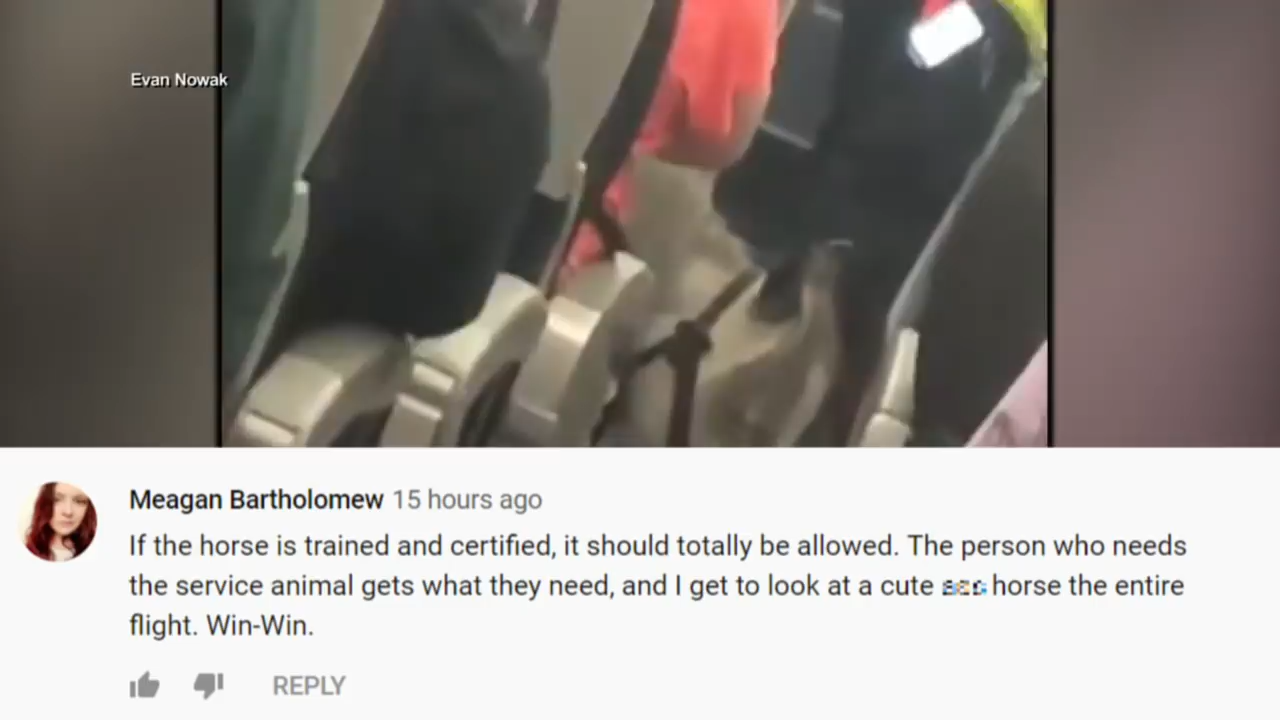 Evan Nowak
Meagan Bartholomew 15 hours ago
If the horse is trained and certified, it should totally be allowed. The person who needs
the service animal gets what they need, and I get to look at a cute horse the entire
flight. Win-Win.
REPLY